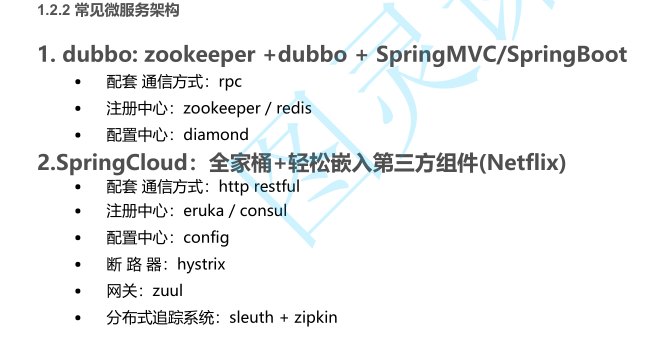 1.2.2 常见微服务架构
1. dubbo: zookeeper +dubbo + SpringMVC/SpringBoot
• 配套 通信方式：rpc
• 注册中心：zookeeper / redis
• 配置中心：diamond
2.SpringCloud：全家桶+轻松嵌入第三方组件(Netflix)
• 配套 通信方式：http restful
• 注册中心：eruka / consul
• 配置中心：config
• 断 路 器：hystrix
• 网关：zuul
• 分布式追踪系统：sleuth + zipkin
图灵